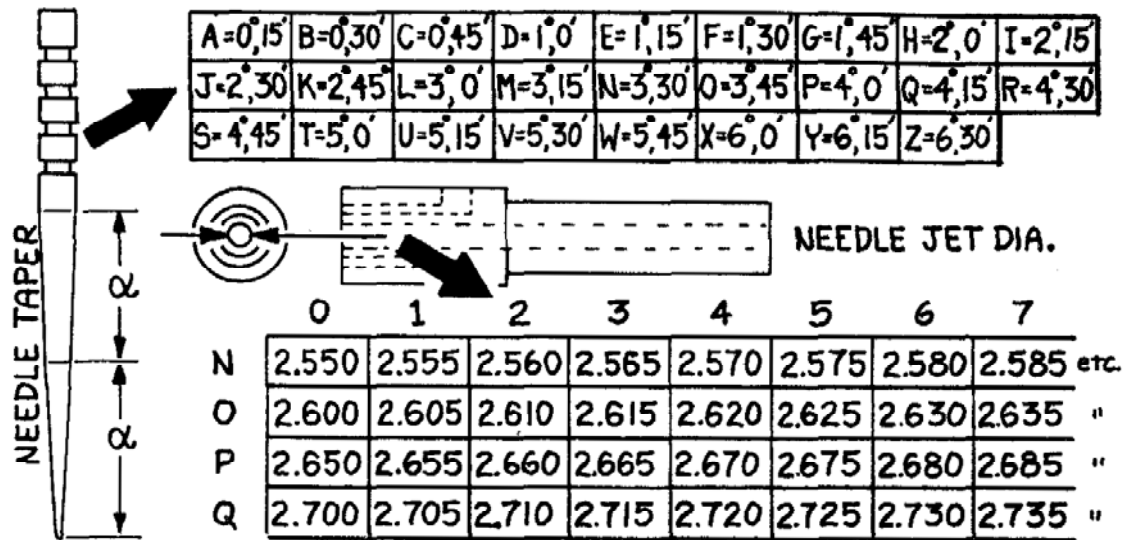 A=0°,15' B=0°,30' C=0°,45' D=1°,0' E=1°,15' F=1°,30' G=1°,45' H=2°,0' I=2°,15'
J=2°,30' K=2°,45° L=3°,0' M=3°,15' N=3°,30' O=3°,45' P=4°,0' Q=4°,15' R=4°,30'
S=4°,45' T=5°,0' U=5°,15' V=5°,30' W=5°,45' X=6°,0' Y=6°,15' Z=6°,30'
NEEDLE TAPER
α
α
NEEDLE JET DIA.
0 1 2 3 4 5 6 7
N 2.550 2.555 2.560 2.565 2.570 2.575 2.580 2.585 etc.
O 2.600 2.605 2.610 2.615 2.620 2.625 2.630 2.635 "
P 2.650 2.655 2.660 2.665 2.670 2.675 2.680 2.685 "
Q 2.700 2.705 2.710 2.715 2.720 2.725 2.730 2.735 "